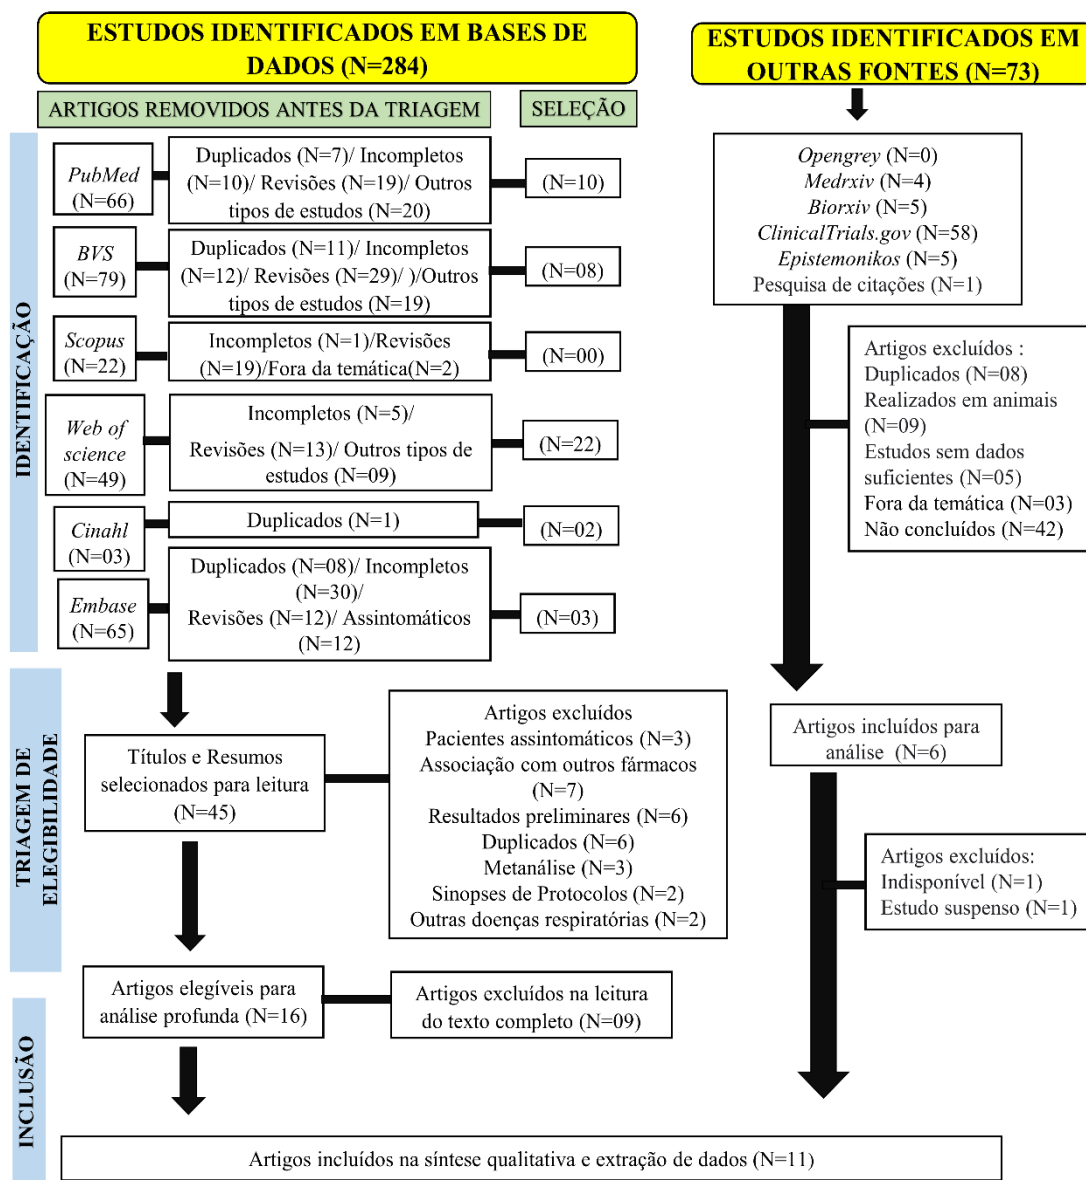 ESTUDOS IDENTIFICADOS EM BASES DE
DADOS (N=284)
ARTIGOS REMOVIDOS ANTES DA TRIAGEM
SELEÇÃO
IDENTIFICAÇÃO
PubMed
(N=66)
Duplicados (N=7)/ Incompletos
(N=10)/ Revisões (N=19)/ Outros
tipos de estudos (N=20)
(N=10)
BVS
(N=79)
Duplicados (N=11)/ Incompletos
(N=12)/ Revisões (N=29)/ )/Outros
tipos de estudos (N=19)
(N=08)
Scopus
(N=22)
Incompletos (N=1)/Revisões
(N=19)/Fora da temática(N=2)
(N=00)
Web of
science
(N=49)
Incompletos (N=5)/
Revisões (N=13)/ Outros tipos de
estudos (N=09)
(N=22)
Cinahl
(N=03)
Duplicados (N=1)
(N=02)
Embase
(N=65)
Duplicados (N=08)/ Incompletos
(N=30)/
Revisões (N=12)/ Assintomáticos
(N=12)
(N=03)
ESTUDOS IDENTIFICADOS EM
OUTRAS FONTES (N=73)
Opengrey (N=0)
Medrxiv (N=4)
Biorxiv (N=5)
ClinicalTrials.gov (N=58)
Epistemonikos (N=5)
Pesquisa de citações (N=1)
Artigos excluídos :
Duplicados (N=08)
Realizados em animais
(N=09)
Estudos sem dados
suficientes (N=05)
Fora da temática (N=03)
Não concluídos (N=42)
TRIAGEM DE
ELEGIBILIDADE
Títulos e Resumos
selecionados para leitura
(N=45)
Artigos excluídos
Pacientes assintomáticos (N=3)
Associação com outros fármacos
(N=7)
Resultados preliminares (N=6)
Duplicados (N=6)
Metanálise (N=3)
Sinopses de Protocolos (N=2)
Outras doenças respiratórias (N=2)
Artigos incluídos para
análise (N=6)
Artigos excluídos:
Indisponível (N=1)
Estudo suspenso (N=1)
INCLUSÃO
Artigos elegíveis para
análise profunda (N=16)
Artigos excluídos na leitura
do texto completo (N=09)
Artigos incluídos na síntese qualitativa e extração de dados (N=11)